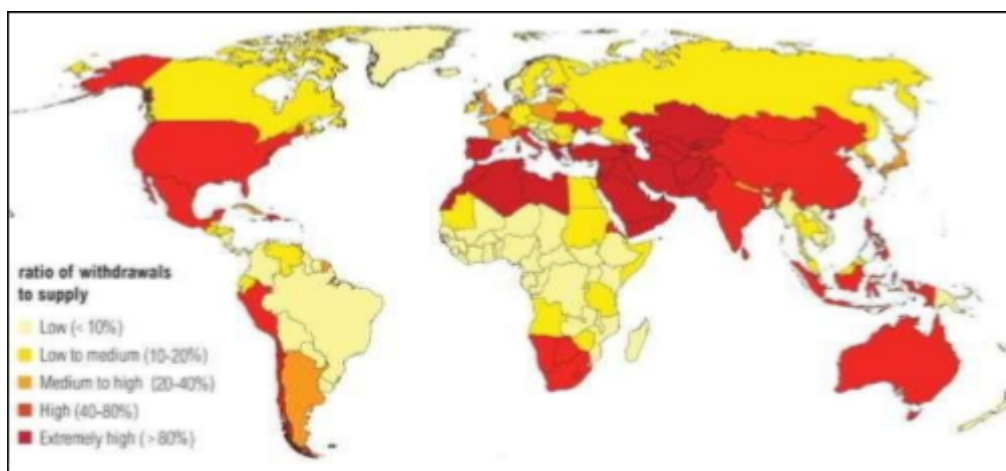 ratio of withdrawals
to supply
Low (< 10%)
Low to medium (10-20%)
Medium to high (20-40%)
High (40-80%)
Extremely high (> 80%)